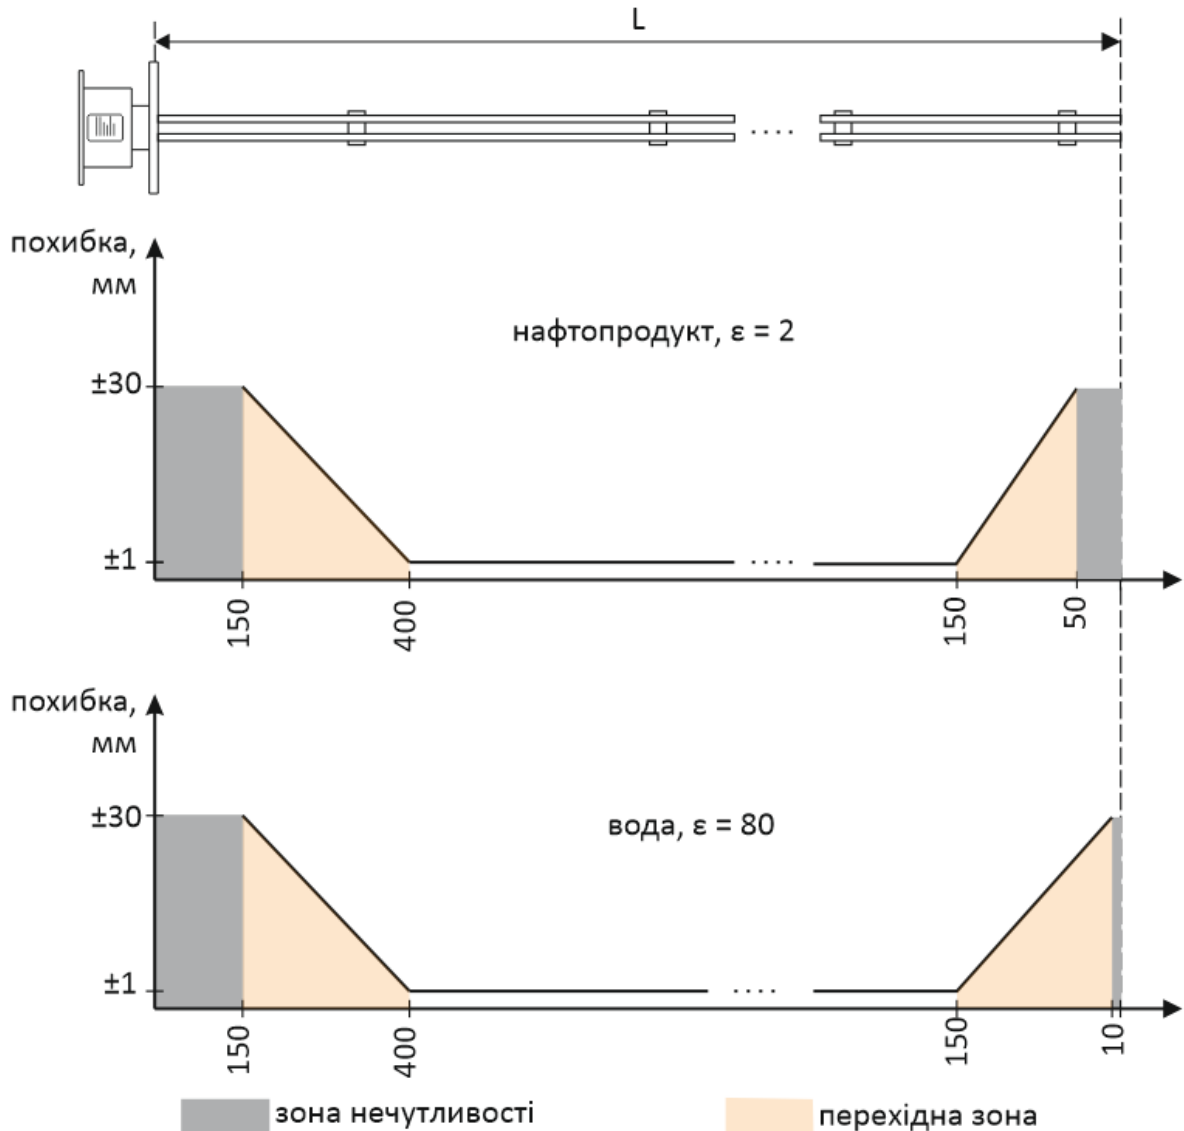 L
похибка,
мм
нафтопродукт, ε = 2
±30
±1
150
400
150
50
похибка,
мм
±30
вода, ε = 80
±1
150
400
150
10
зона нечутливості
перехідна зона